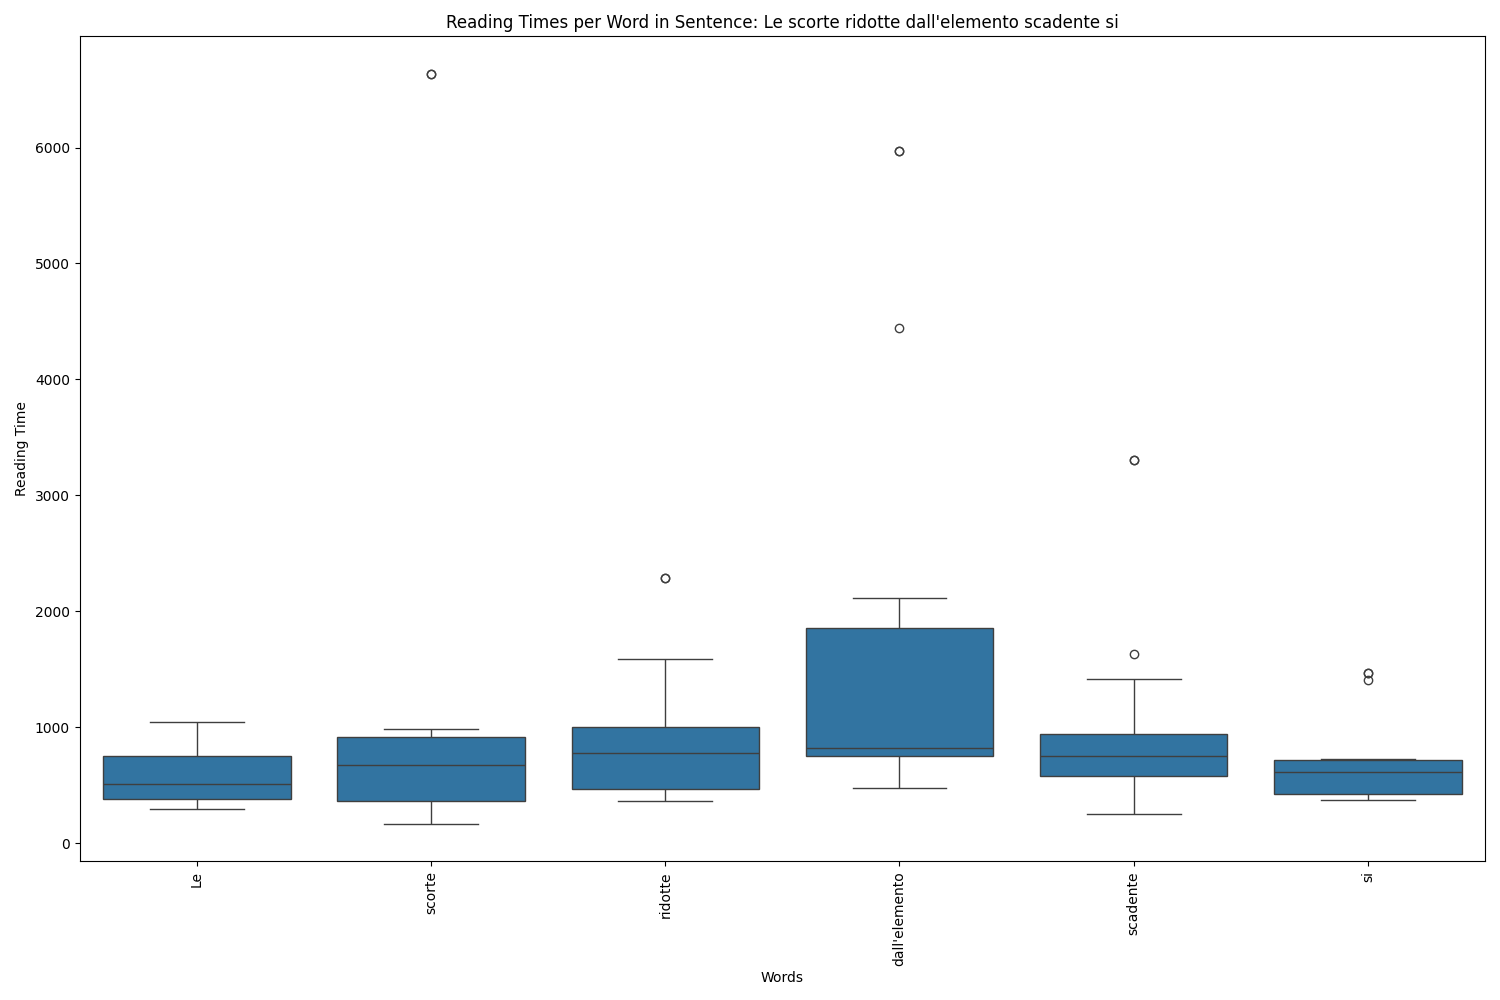 Reading Times per Word in Sentence: Le scorte ridotte dall'elemento scadente si
Reading Time
6000
5000
4000
3000
2000
1000
0
Le
scorte
ridotte
dall'elemento
scadente
si
Words